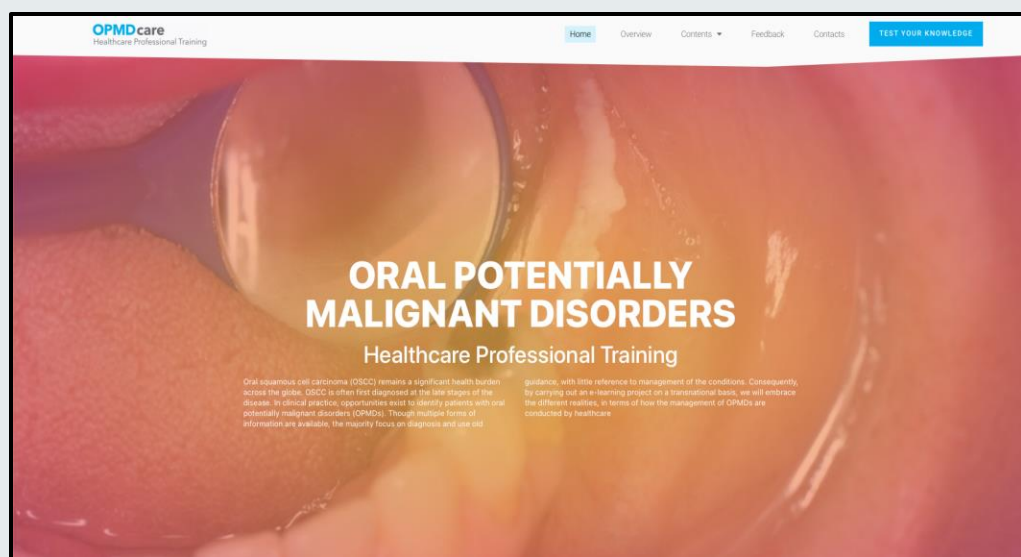 OPMDcare
Healthcare Professional Training
Home
Overview
Contents
Feedback
Contacts
TEST YOUR KNOWLEDGE
ORAL POTENTIALLY
MALIGNANT DISORDERS
Healthcare Professional Training
Oral squamous cell carcinoma (OSCC) remains a significant health burden
across the globe. OSCC is often first diagnosed at the late stages of the
disease. In clinical practice, opportunities exist to identify patients with oral
potentially malignant disorders (OPMDs). Though multiple forms of
information are available, the majority focus on diagnosis and use old
guidance, with little reference to management of the conditions. Consequently,
by carrying out an e-learning project on a transnational basis, we will embrace
the different realities, in terms of how the management of OPMDs are
conducted by healthcare